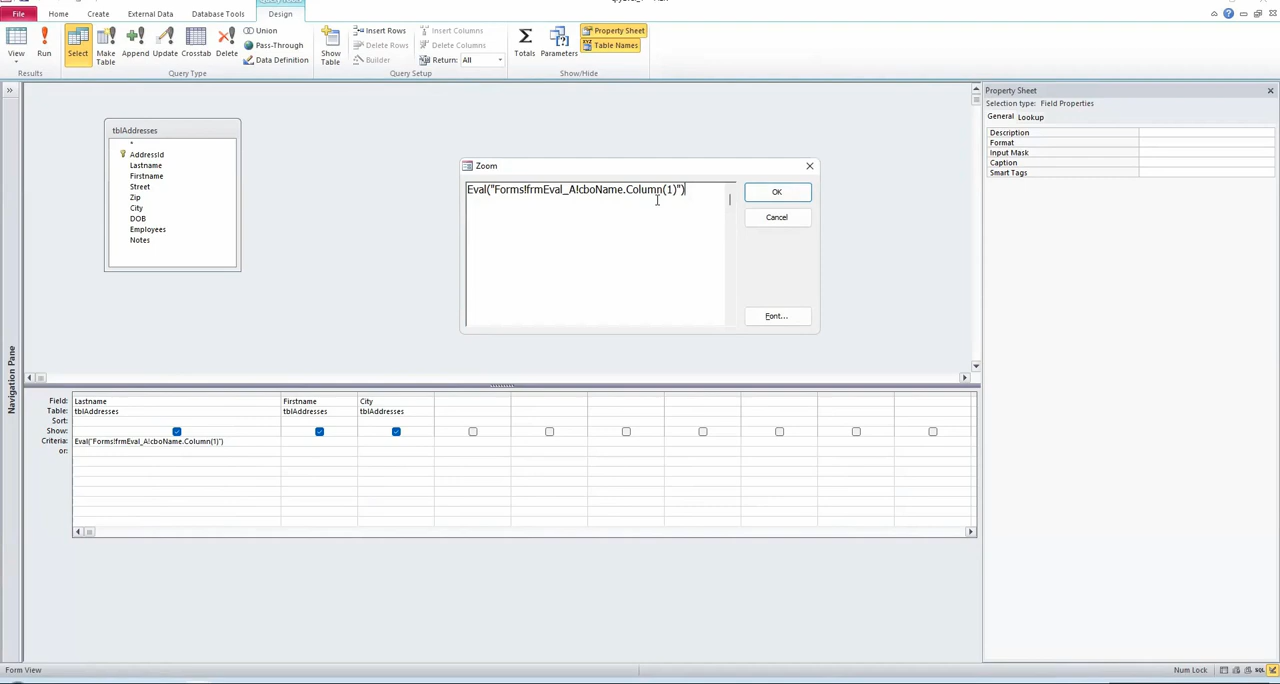 File Home Create External Data Database Tools Design
View Run Select Make Table Append Update Crosstab Delete Union Pass-Through Data Definition Show Table Insert Rows Delete Rows Builder Insert Columns Delete Columns Return: All Totals Parameters Property Sheet Table Names
Results Query Type Query Setup Show/Hide
Property Sheet
Selection type: Field Properties
General Lookup
Description
Format
Input Mask
Caption
Smart Tags
tblAddresses
*
AddressId
Lastname
Firstname
Street
Zip
City
DOB
Employees
Notes
Zoom
Eval("Forms!frmEval_A!cboName.Column(1)")
OK
Cancel
Font...
Navigation Pane
Field: Lastname Firstname City
Table: tblAddresses tblAddresses tblAddresses
Sort:
Show:
Criteria: Eval("Forms!frmEval_A!cboName.Column(1)")
or:
Form View Num Lock SQL